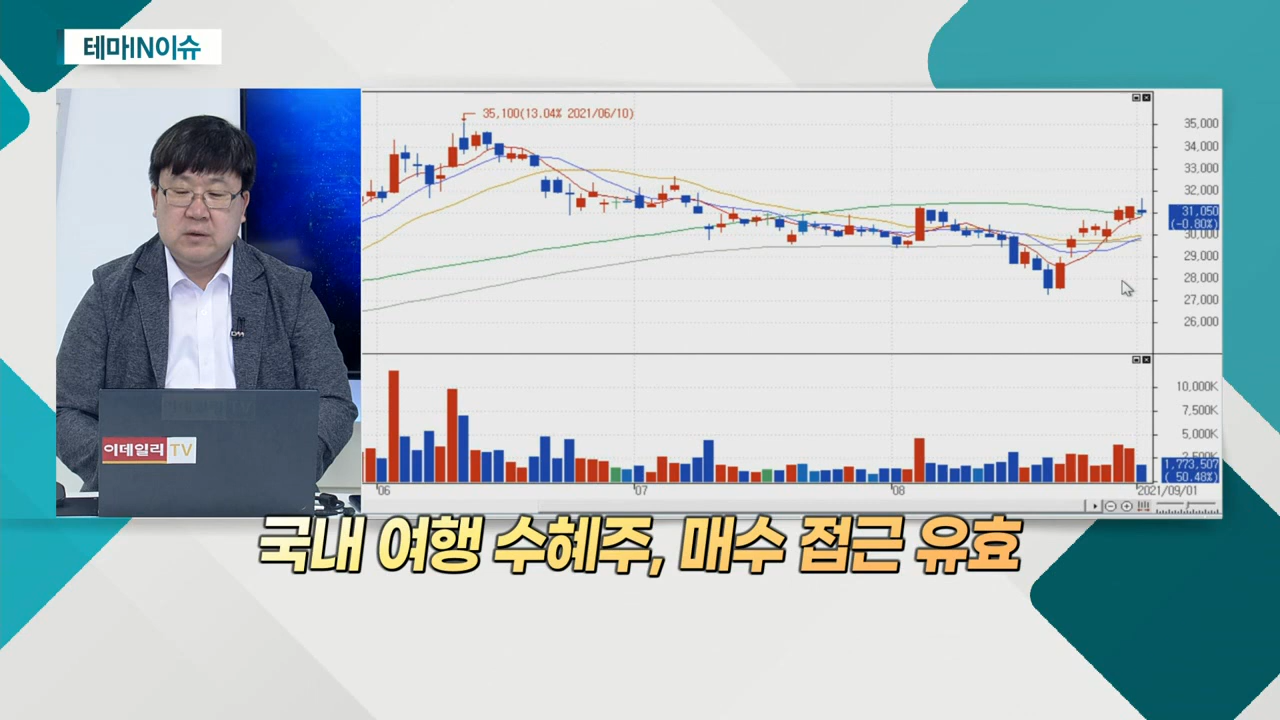 테마IN이슈
35,100(13.04% 2021/06/10)
35,000
34,000
33,000
32,000
31,050
(-0.80%)
30,000
29,000
28,000
27,000
26,000
10,000K
7,500K
5,000K
2,500K
1,773,507
( 50.48%)
06
07
08
2021/09/01
이데일리 TV
국내 여행 수혜주, 매수 접근 유효